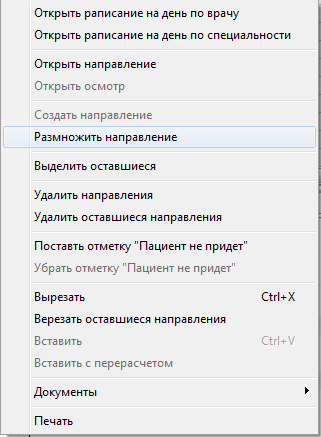 Открыть раписание на день по врачу
Открыть раписание на день по специальности
Открыть направление
Открыть осмотр
Создать направление
Размножить направление
Выделить оставшиеся
Удалить направления
Удалить оставшиеся направления
Поставть отметку "Пациент не придет"
Убрать отметку "Пациент не придет"
Вырезать Ctrl+X
Верезать оставшиеся направления
Вставить Ctrl+V
Вставить с перерасчетом
Документы
Печать